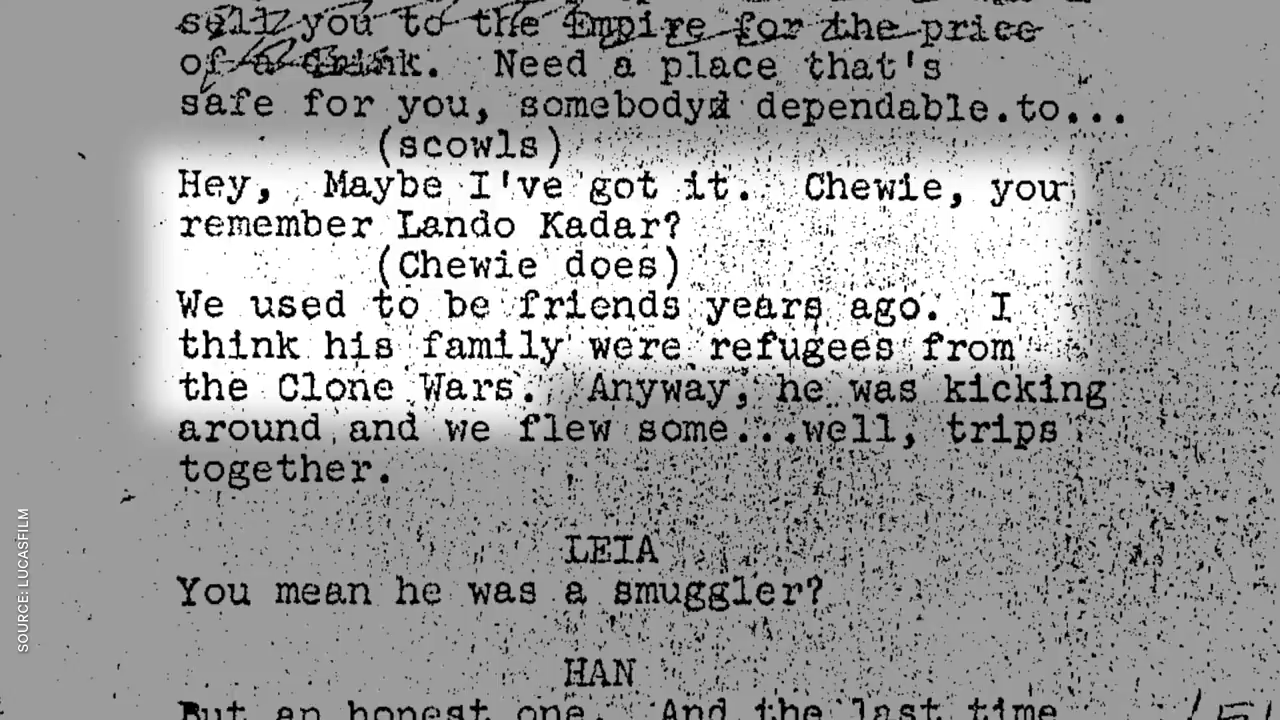 sell you to the Empire for the price
of a drink. Need a place that's
safe for you, somebody dependable.to...
(scowls)
Hey, Maybe I've got it. Chewie, you
remember Lando Kadar?
(Chewie does)
We used to be friends years ago. I
think his family were refugees from
the Clone Wars. Anyway, he was kicking
around and we flew some...well, trips
together.
LEIA
You mean he was a smuggler?
HAN
But an honest one. And the last time
SOURCE: LUCASFILM